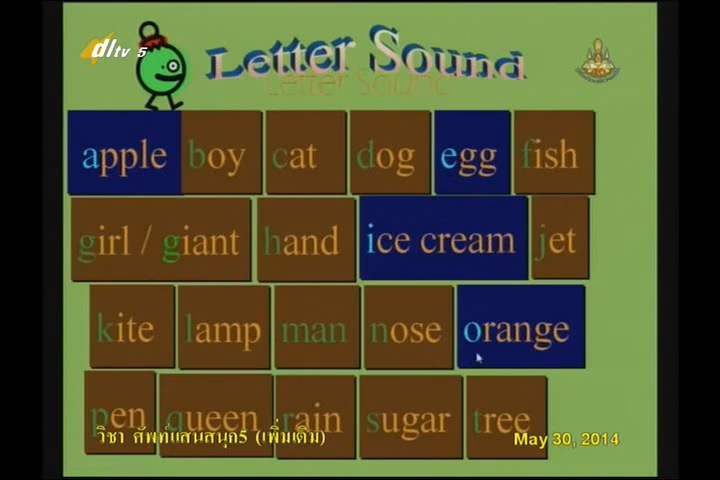 dltv 5
Letter Sound
apple boy cat dog egg fish
girl / giant hand ice cream jet
kite lamp man nose orange
pen queen rain sugar tree
วิชา ศัพท์แสนสนุก5 (เพิ่มเติม)
May 30, 2014